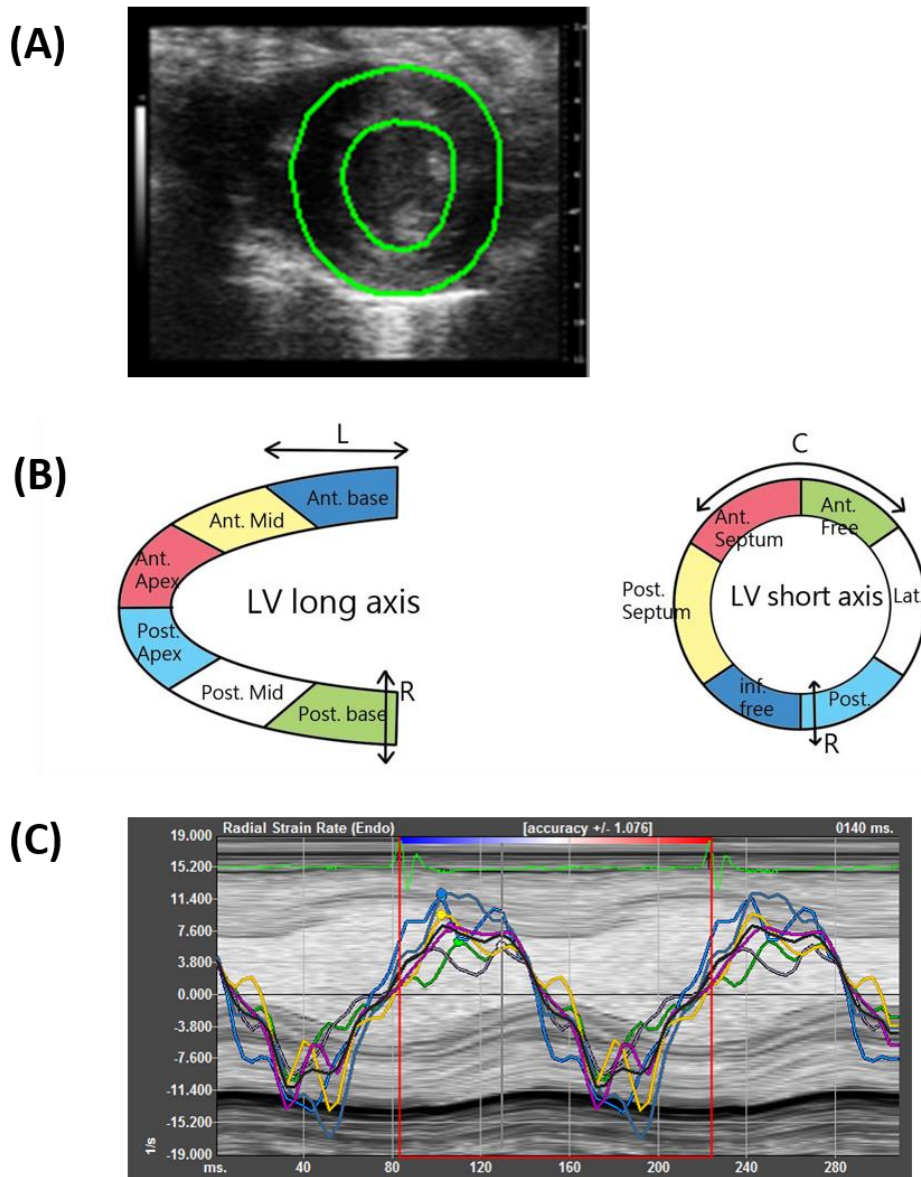 (A)
(B)
L
Ant. base
Ant. Mid
Ant.
Apex
LV long axis
Post.
Apex
Post. Mid
Post. base
R
C
Ant.
Septum
Ant.
Free
Post.
Septum
LV short axis
Lat.
inf.
free
Post.
R
(C)
19.000 Radial Strain Rate (Endo) [accuracy +/- 1.076] 0140 ms.
15.200
11.400
7.600
3.800
0.000
-3.800
-7.600
-11.400
-15.200
1/s
-19.000
ms. 40 80 120 160 200 240 280